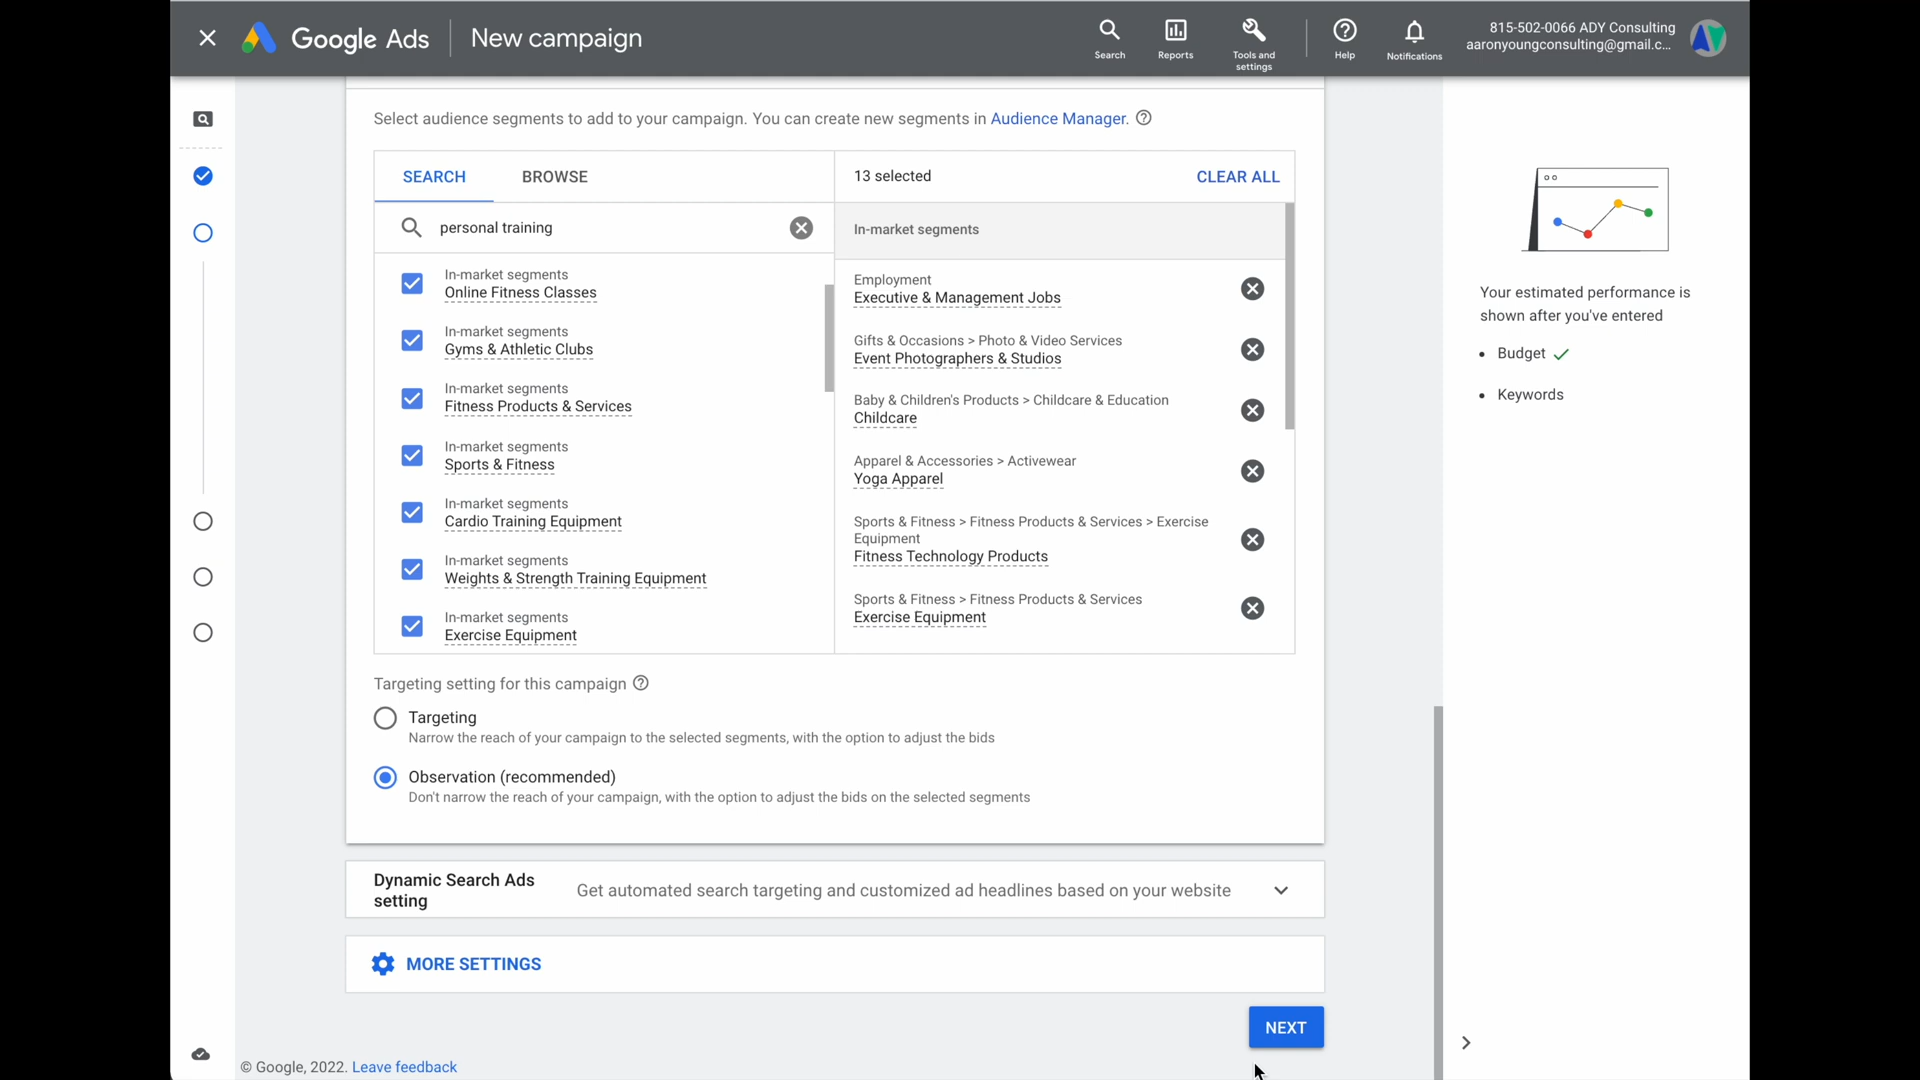 Google Ads
New campaign
Search
Reports
Tools and
settings
Help
Notifications
815-502-0066 ADY Consulting
aaronyoungconsulting@gmail.c...
Select audience segments to add to your campaign. You can create new segments in Audience Manager.
SEARCH
BROWSE
13 selected
CLEAR ALL
personal training
In-market segments
Online Fitness Classes
In-market segments
Gyms & Athletic Clubs
In-market segments
Fitness Products & Services
In-market segments
Sports & Fitness
In-market segments
Cardio Training Equipment
In-market segments
Weights & Strength Training Equipment
In-market segments
Exercise Equipment
In-market segments
Employment
Executive & Management Jobs
Gifts & Occasions > Photo & Video Services
Event Photographers & Studios
Baby & Children's Products > Childcare & Education
Childcare
Apparel & Accessories > Activewear
Yoga Apparel
Sports & Fitness > Fitness Products & Services > Exercise
Equipment
Fitness Technology Products
Sports & Fitness > Fitness Products & Services
Exercise Equipment
Targeting setting for this campaign
Targeting
Narrow the reach of your campaign to the selected segments, with the option to adjust the bids
Observation (recommended)
Don't narrow the reach of your campaign, with the option to adjust the bids on the selected segments
Dynamic Search Ads
setting
Get automated search targeting and customized ad headlines based on your website
MORE SETTINGS
NEXT
© Google, 2022. Leave feedback
Your estimated performance is
shown after you've entered
• Budget
• Keywords